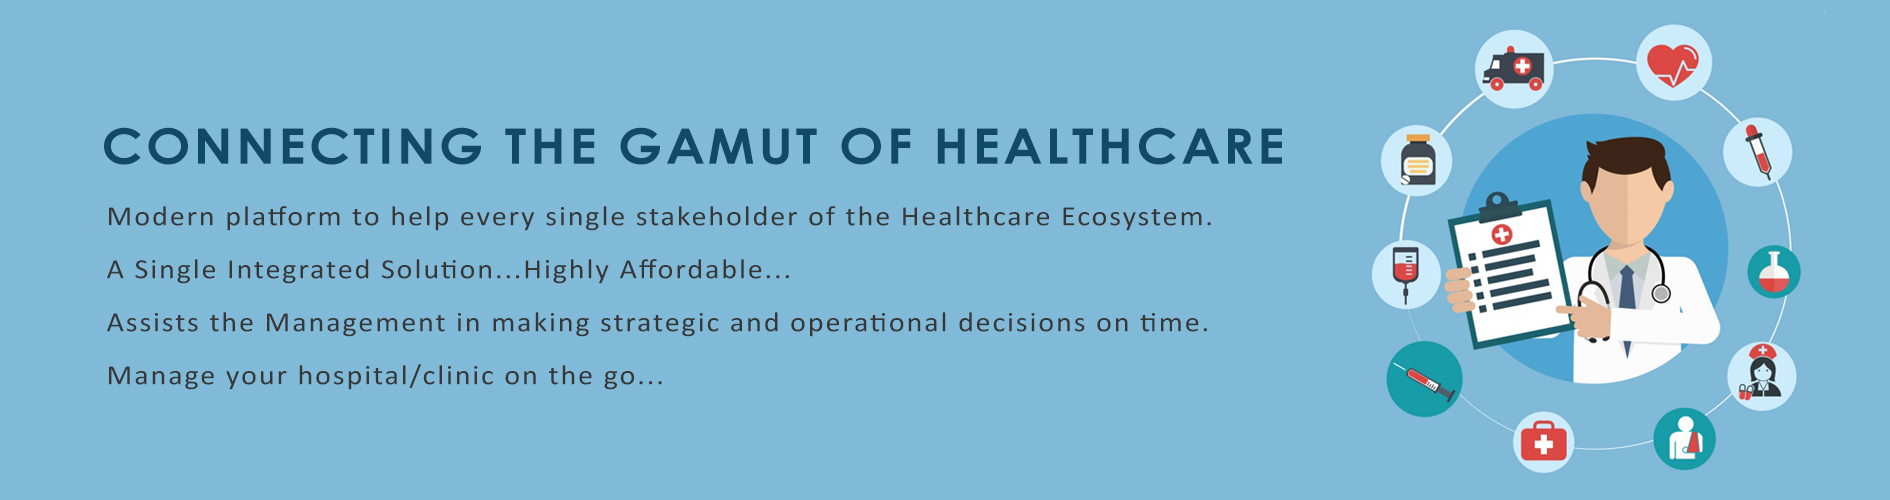 CONNECTING THE GAMUT OF HEALTHCARE
Modern platform to help every single stakeholder of the Healthcare Ecosystem.
A Single Integrated Solution...Highly Affordable...
Assists the Management in making strategic and operational decisions on time.
Manage your hospital/clinic on the go...